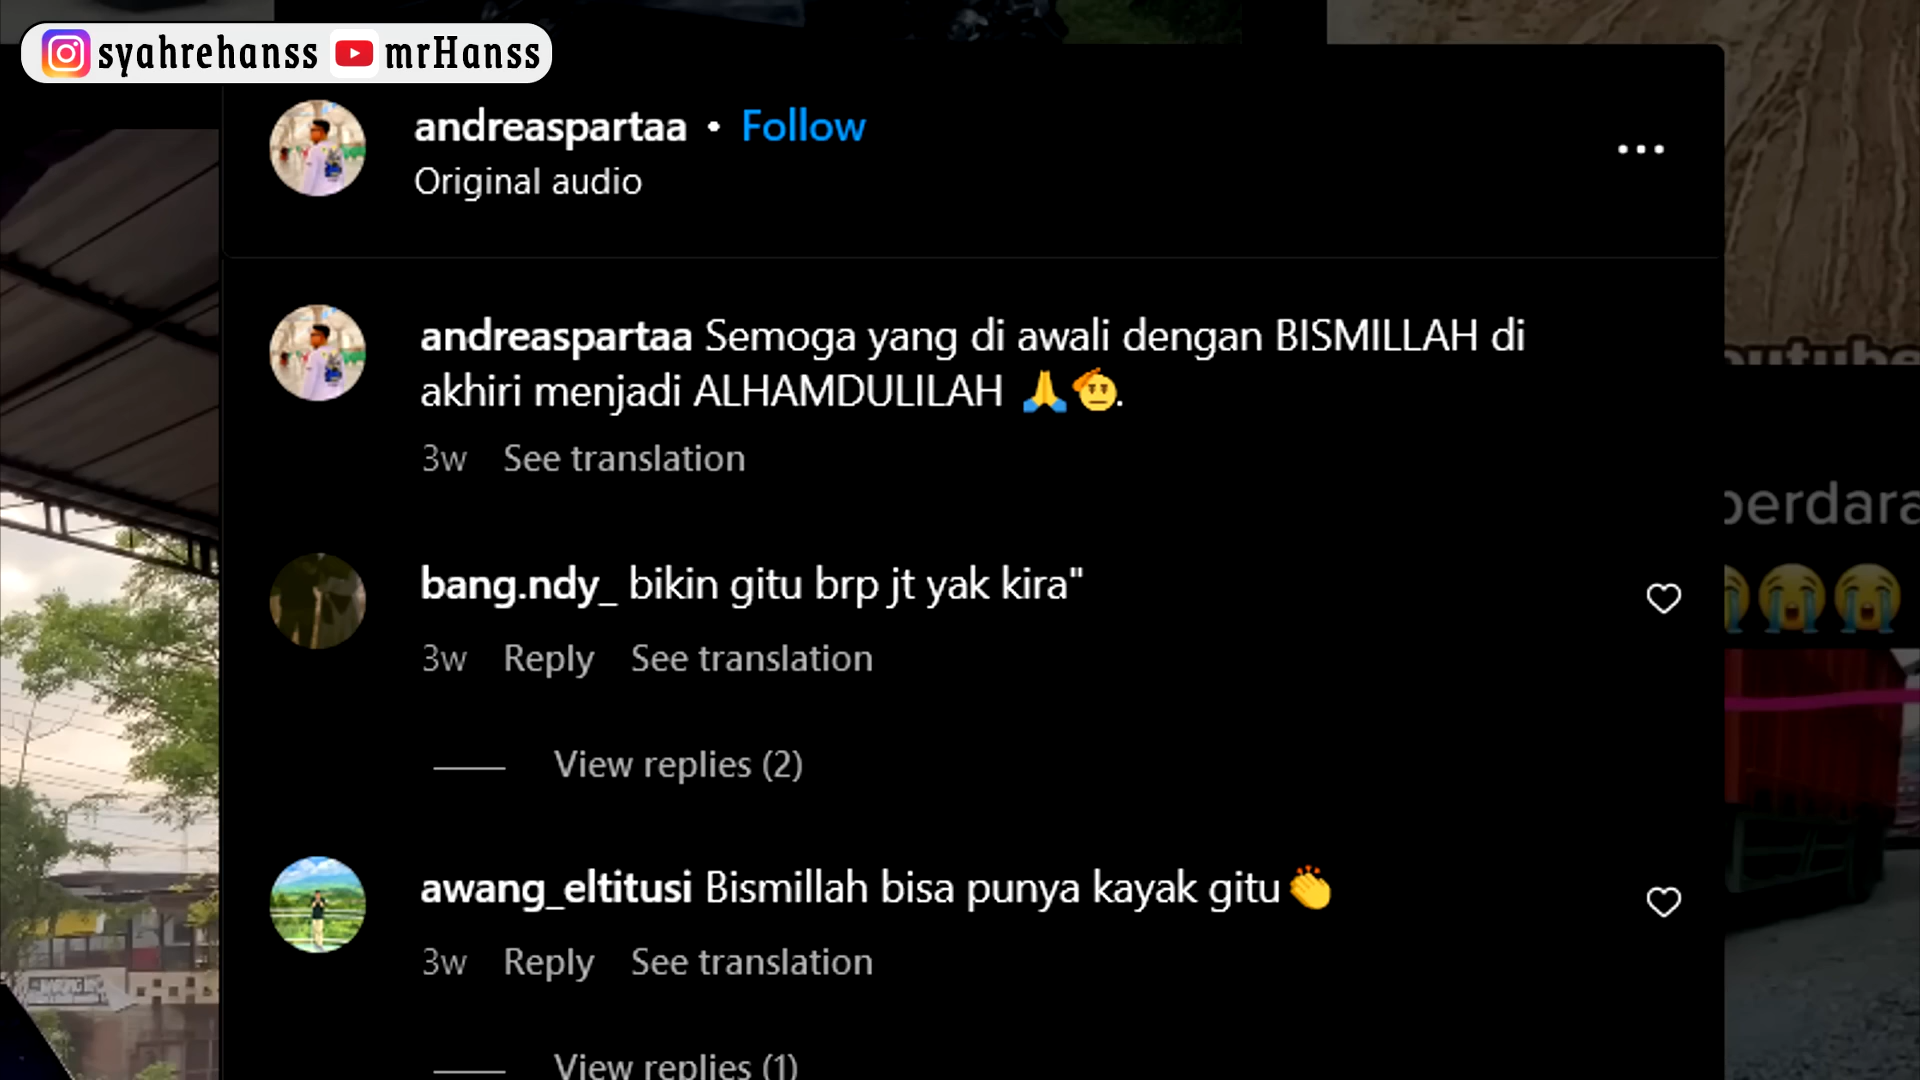 syahrehanss mrHanss
andreaspartaa • Follow
Original audio
andreaspartaa Semoga yang di awali dengan BISMILLAH di
akhiri menjadi ALHAMDULILAH 🙏🤕.
3w See translation
bang.ndy_ bikin gitu brp jt yak kira"
3w Reply See translation
View replies (2)
awang_eltitusi Bismillah bisa punya kayak gitu👏
3w Reply See translation
View replies (1)
berdara
😭😭😭